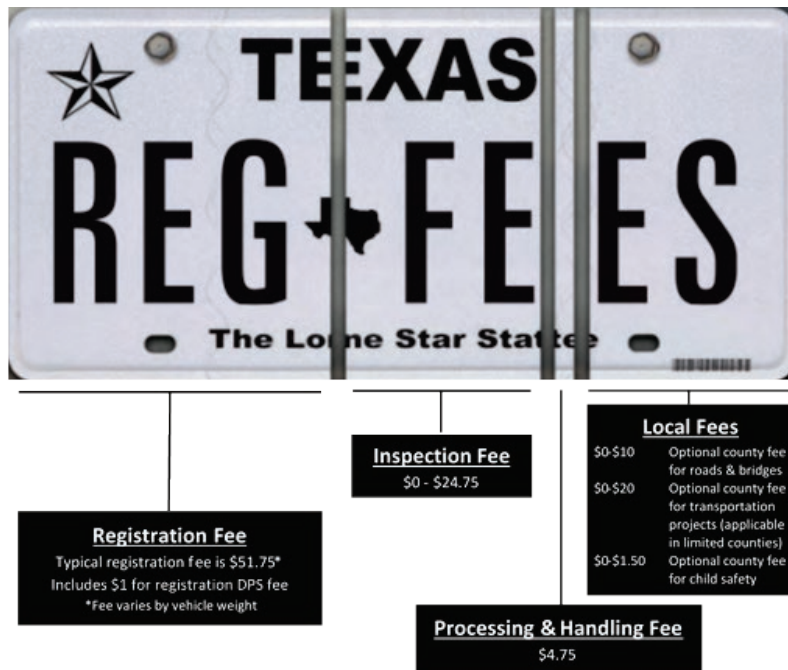 TEXAS
REG FEES
The Lone Star Stattee
Registration Fee
Typical registration fee is $51.75*
Includes $1 for registration DPS fee
*Fee varies by vehicle weight
Inspection Fee
$0 - $24.75
Processing & Handling Fee
$4.75
Local Fees
$0-$10 Optional county fee
for roads & bridges
$0-$20 Optional county fee
for transportation
projects (applicable
in limited counties)
$0-$1.50 Optional county fee
for child safety